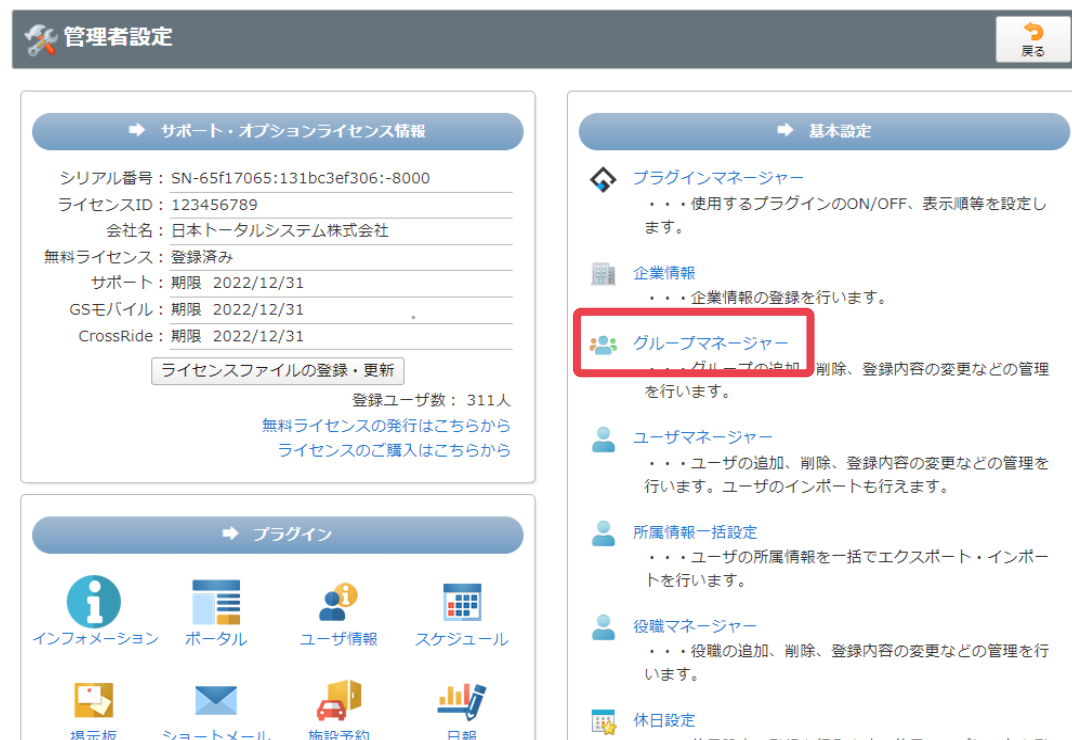 管理者設定
戻る
サポート・オプションライセンス情報
シリアル番号： SN-65f17065:131bc3ef306:-8000
ライセンスID： 123456789
会社名： 日本トータルシステム株式会社
無料ライセンス： 登録済み
サポート： 期限 2022/12/31
GSモバイル： 期限 2022/12/31
CrossRide： 期限 2022/12/31
ライセンスファイルの登録・更新
登録ユーザ数： 311人
無料ライセンスの発行はこちらから
ライセンスのご購入はこちらから
プラグイン
インフォメーション ポータル ユーザ情報 スケジュール
掲示板 ショートメール 施設予約 日報
基本設定
プラグインマネージャー
・・・使用するプラグインのON/OFF、表示順等を設定し
ます。
企業情報
・・・企業情報の登録を行います。
グループマネージャー
・・・グループの追加、削除、登録内容の変更などの管理
を行います。
ユーザマネージャー
・・・ユーザの追加、削除、登録内容の変更などの管理を
行います。ユーザのインポートも行えます。
所属情報一括設定
・・・ユーザの所属情報を一括でエクスポート・インポー
トを行います。
役職マネージャー
・・・役職の追加、削除、登録内容の変更などの管理を行
います。
休日設定